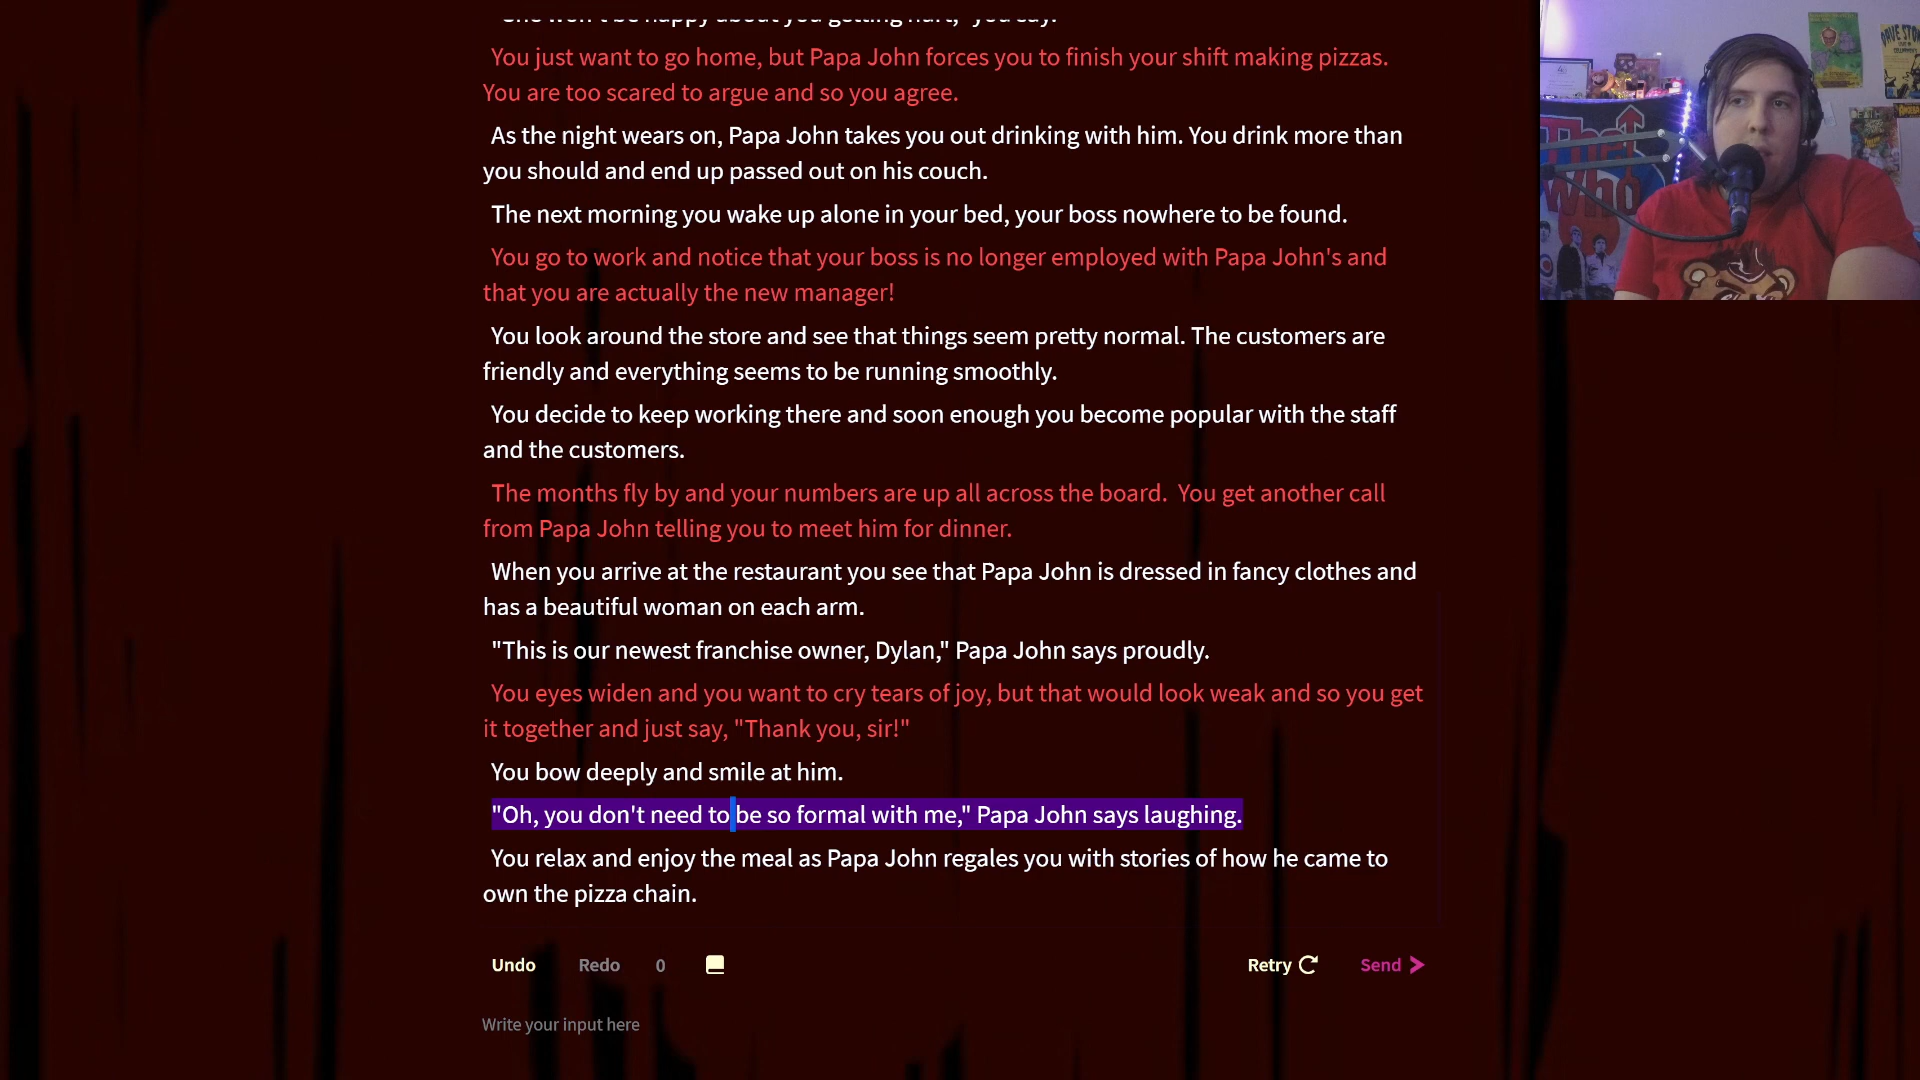 "She won't be happy about you getting hurt," you say.
You just want to go home, but Papa John forces you to finish your shift making pizzas.
You are too scared to argue and so you agree.
As the night wears on, Papa John takes you out drinking with him. You drink more than
you should and end up passed out on his couch.
The next morning you wake up alone in your bed, your boss nowhere to be found.
You go to work and notice that your boss is no longer employed with Papa John's and
that you are actually the new manager!
You look around the store and see that things seem pretty normal. The customers are
friendly and everything seems to be running smoothly.
You decide to keep working there and soon enough you become popular with the staff
and the customers.
The months fly by and your numbers are up all across the board.  You get another call
from Papa John telling you to meet him for dinner.
When you arrive at the restaurant you see that Papa John is dressed in fancy clothes and
has a beautiful woman on each arm.
"This is our newest franchise owner, Dylan," Papa John says proudly.
You eyes widen and you want to cry tears of joy, but that would look weak and so you get
it together and just say, "Thank you, sir!"
You bow deeply and smile at him.
"Oh, you don't need to be so formal with me," Papa John says laughing.
You relax and enjoy the meal as Papa John regales you with stories of how he came to
own the pizza chain.
Undo Redo 0 Retry Send
Write your input here
The
Who